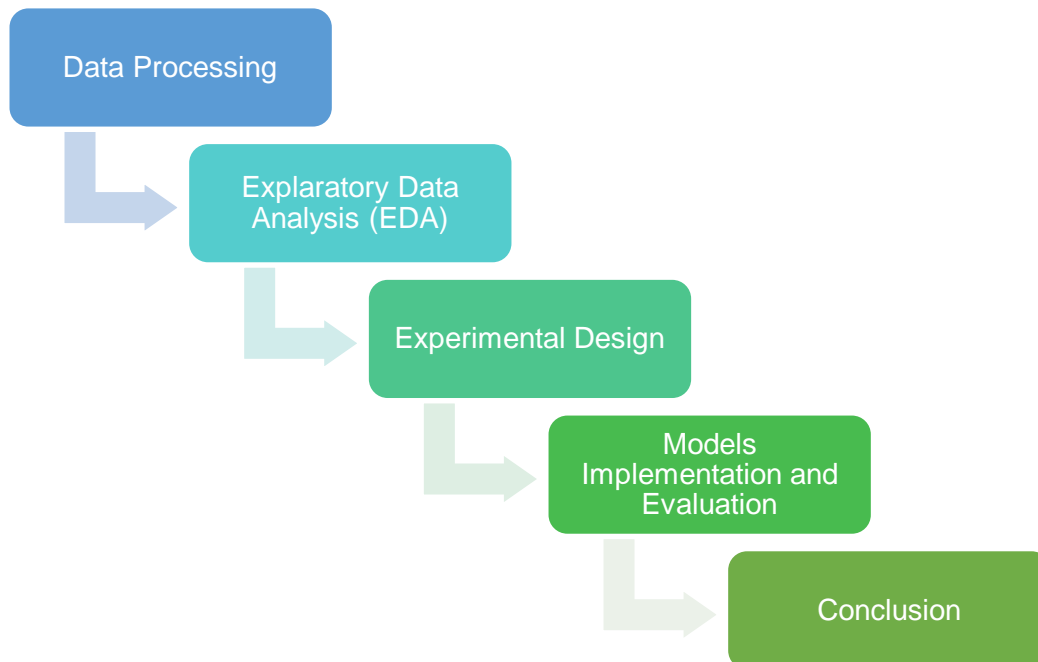 Data Processing
Explaratory Data
Analysis (EDA)
Experimental Design
Models
Implementation and
Evaluation
Conclusion